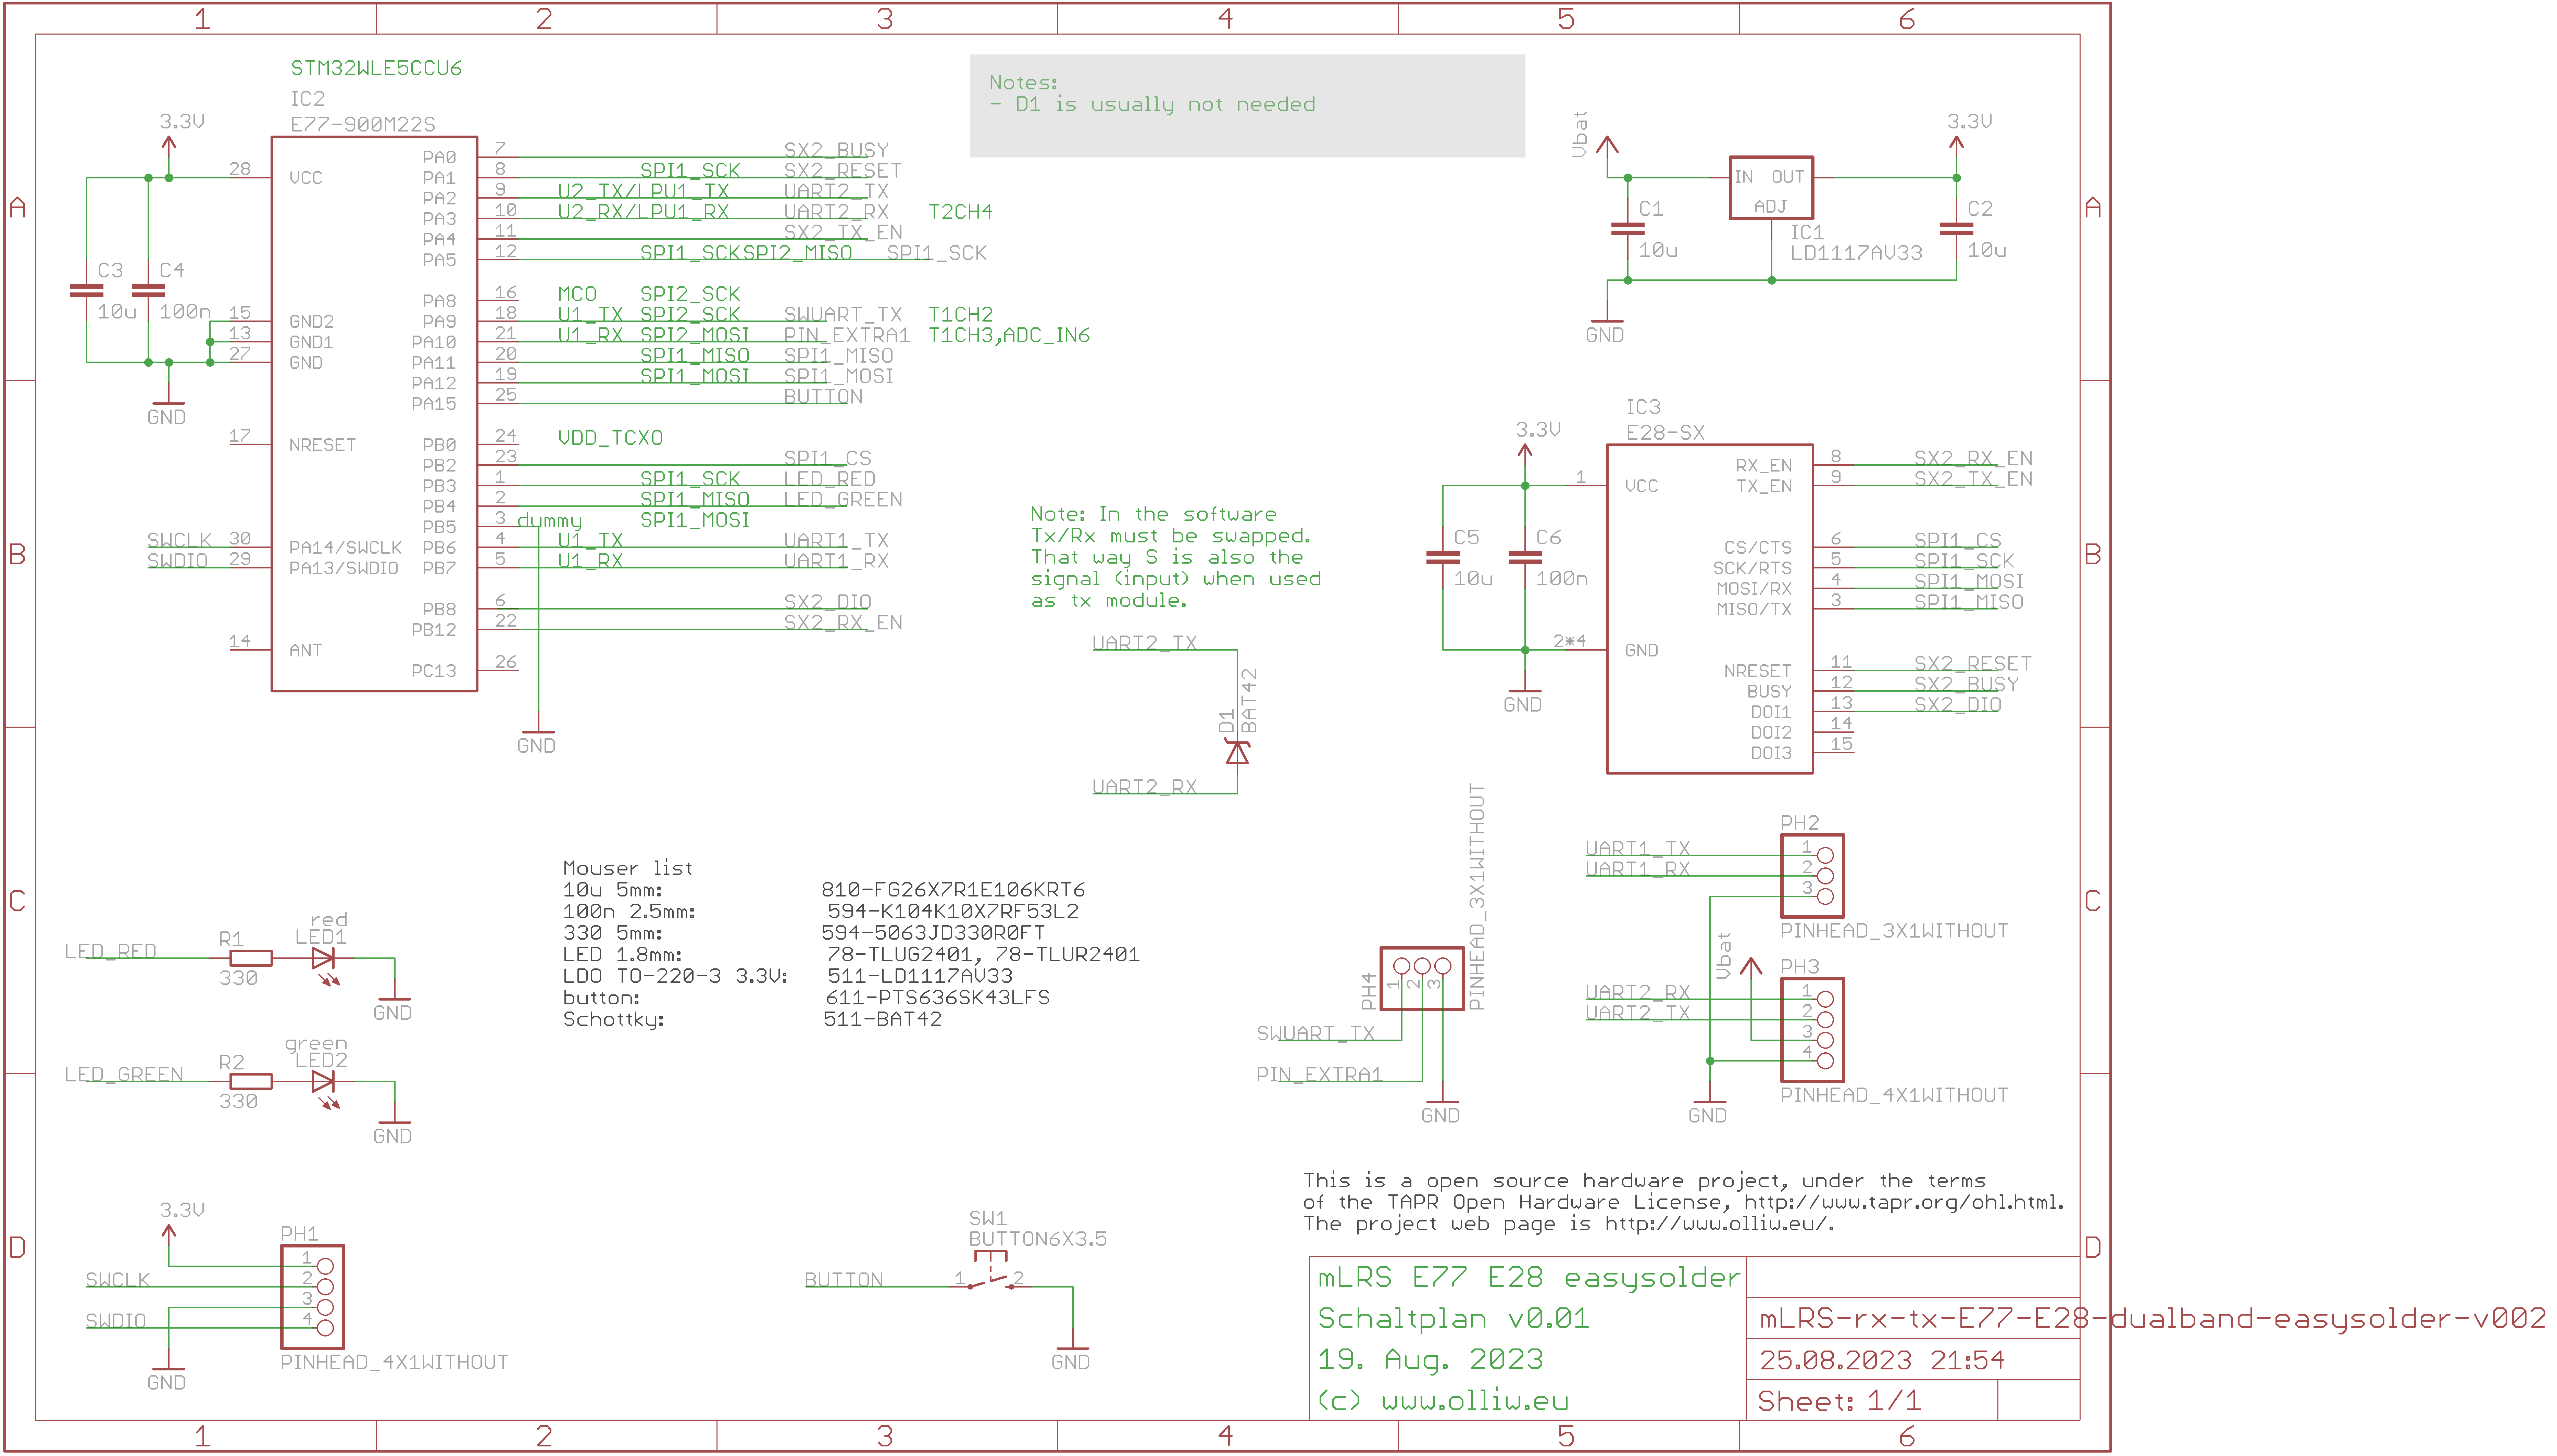 1 2 3 4 5 6
STM32WLE5CCU6
IC2
E77-900M22S
3.3V
28 VCC
C3 10u
C4 100n
15 GND2
13 GND1
27 GND
GND
17 NRESET
SWCLK 30 PA14/SWCLK
SWDIO 29 PA13/SWDIO
14 ANT
PA0 7 SX2_BUSY
PA1 8 SPI1_SCK SX2_RESET
PA2 9 U2_TX/LPU1_TX UART2_TX
PA3 10 U2_RX/LPU1_RX UART2_RX T2CH4
PA4 11 SX2_TX_EN
PA5 12 SPI1_SCKSPI2_MISO SPI1_SCK
PA8 16 MCO SPI2_SCK
PA9 18 U1_TX SPI2_SCK SWUART_TX T1CH2
PA10 21 U1_RX SPI2_MOSI PIN_EXTRA1 T1CH3,ADC_IN6
PA11 20 SPI1_MISO SPI1_MISO
PA12 19 SPI1_MOSI SPI1_MOSI
PA15 25 BUTTON
PB0 24 VDD_TCXO
PB2 23 SPI1_CS
PB3 1 SPI1_SCK LED_RED
PB4 2 SPI1_MISO LED_GREEN
PB5 3 dummy SPI1_MOSI
PB6 4 U1_TX UART1_TX
PB7 5 U1_RX UART1_RX
PB8 6 SX2_DIO
PB12 22 SX2_RX_EN
PC13 26
GND
Notes:
- D1 is usually not needed
Vbat
3.3V
IN OUT
ADJ
C1
10u
IC1
LD1117AV33
C2
10u
GND
IC3
E28-SX
3.3V
1 VCC
C5
10u
C6
100n
2*4 GND
GND
RX_EN 8 SX2_RX_EN
TX_EN 9 SX2_TX_EN
CS/CTS 6 SPI1_CS
SCK/RTS 5 SPI1_SCK
MOSI/RX 4 SPI1_MOSI
MISO/TX 3 SPI1_MISO
NRESET 11 SX2_RESET
BUSY 12 SX2_BUSY
DOI1 13 SX2_DIO
DOI2 14
DOI3 15
Note: In the software
Tx/Rx must be swapped.
That way S is also the
signal (input) when used
as tx module.
UART2_TX
D1
BAT42
UART2_RX
Mouser list
10u 5mm: 810-FG26X7R1E106KRT6
100n 2.5mm: 594-K104K10X7RF53L2
330 5mm: 594-5063JD330R0FT
LED 1.8mm: 78-TLUG2401, 78-TLUR2401
LDO TO-220-3 3.3V: 511-LD1117AV33
button: 611-PTS636SK43LFS
Schottky: 511-BAT42
PH4
1 2 3
PINHEAD_3X1WITHOUT
SWUART_TX
PIN_EXTRA1
GND
PH2
UART1_TX 1
UART1_RX 2
3
PINHEAD_3X1WITHOUT
Vbat
PH3
UART2_RX 1
UART2_TX 2
3
4
PINHEAD_4X1WITHOUT
GND
LED_RED
R1
330
red
LED1
GND
LED_GREEN
R2
330
green
LED2
GND
3.3V
PH1
1
SWCLK 2
3
SWDIO 4
PINHEAD_4X1WITHOUT
GND
SW1
BUTTON6X3.5
BUTTON 1 2
GND
This is a open source hardware project, under the terms
of the TAPR Open Hardware License, http://www.tapr.org/ohl.html.
The project web page is http://www.olliw.eu/.
mLRS E77 E28 easysolder
Schaltplan v0.01
19. Aug. 2023
(c) www.olliw.eu
mLRS-rx-tx-E77-E28-dualband-easysolder-v002
25.08.2023 21:54
Sheet: 1/1
A A
B B
C C
D D
1 2 3 4 5 6